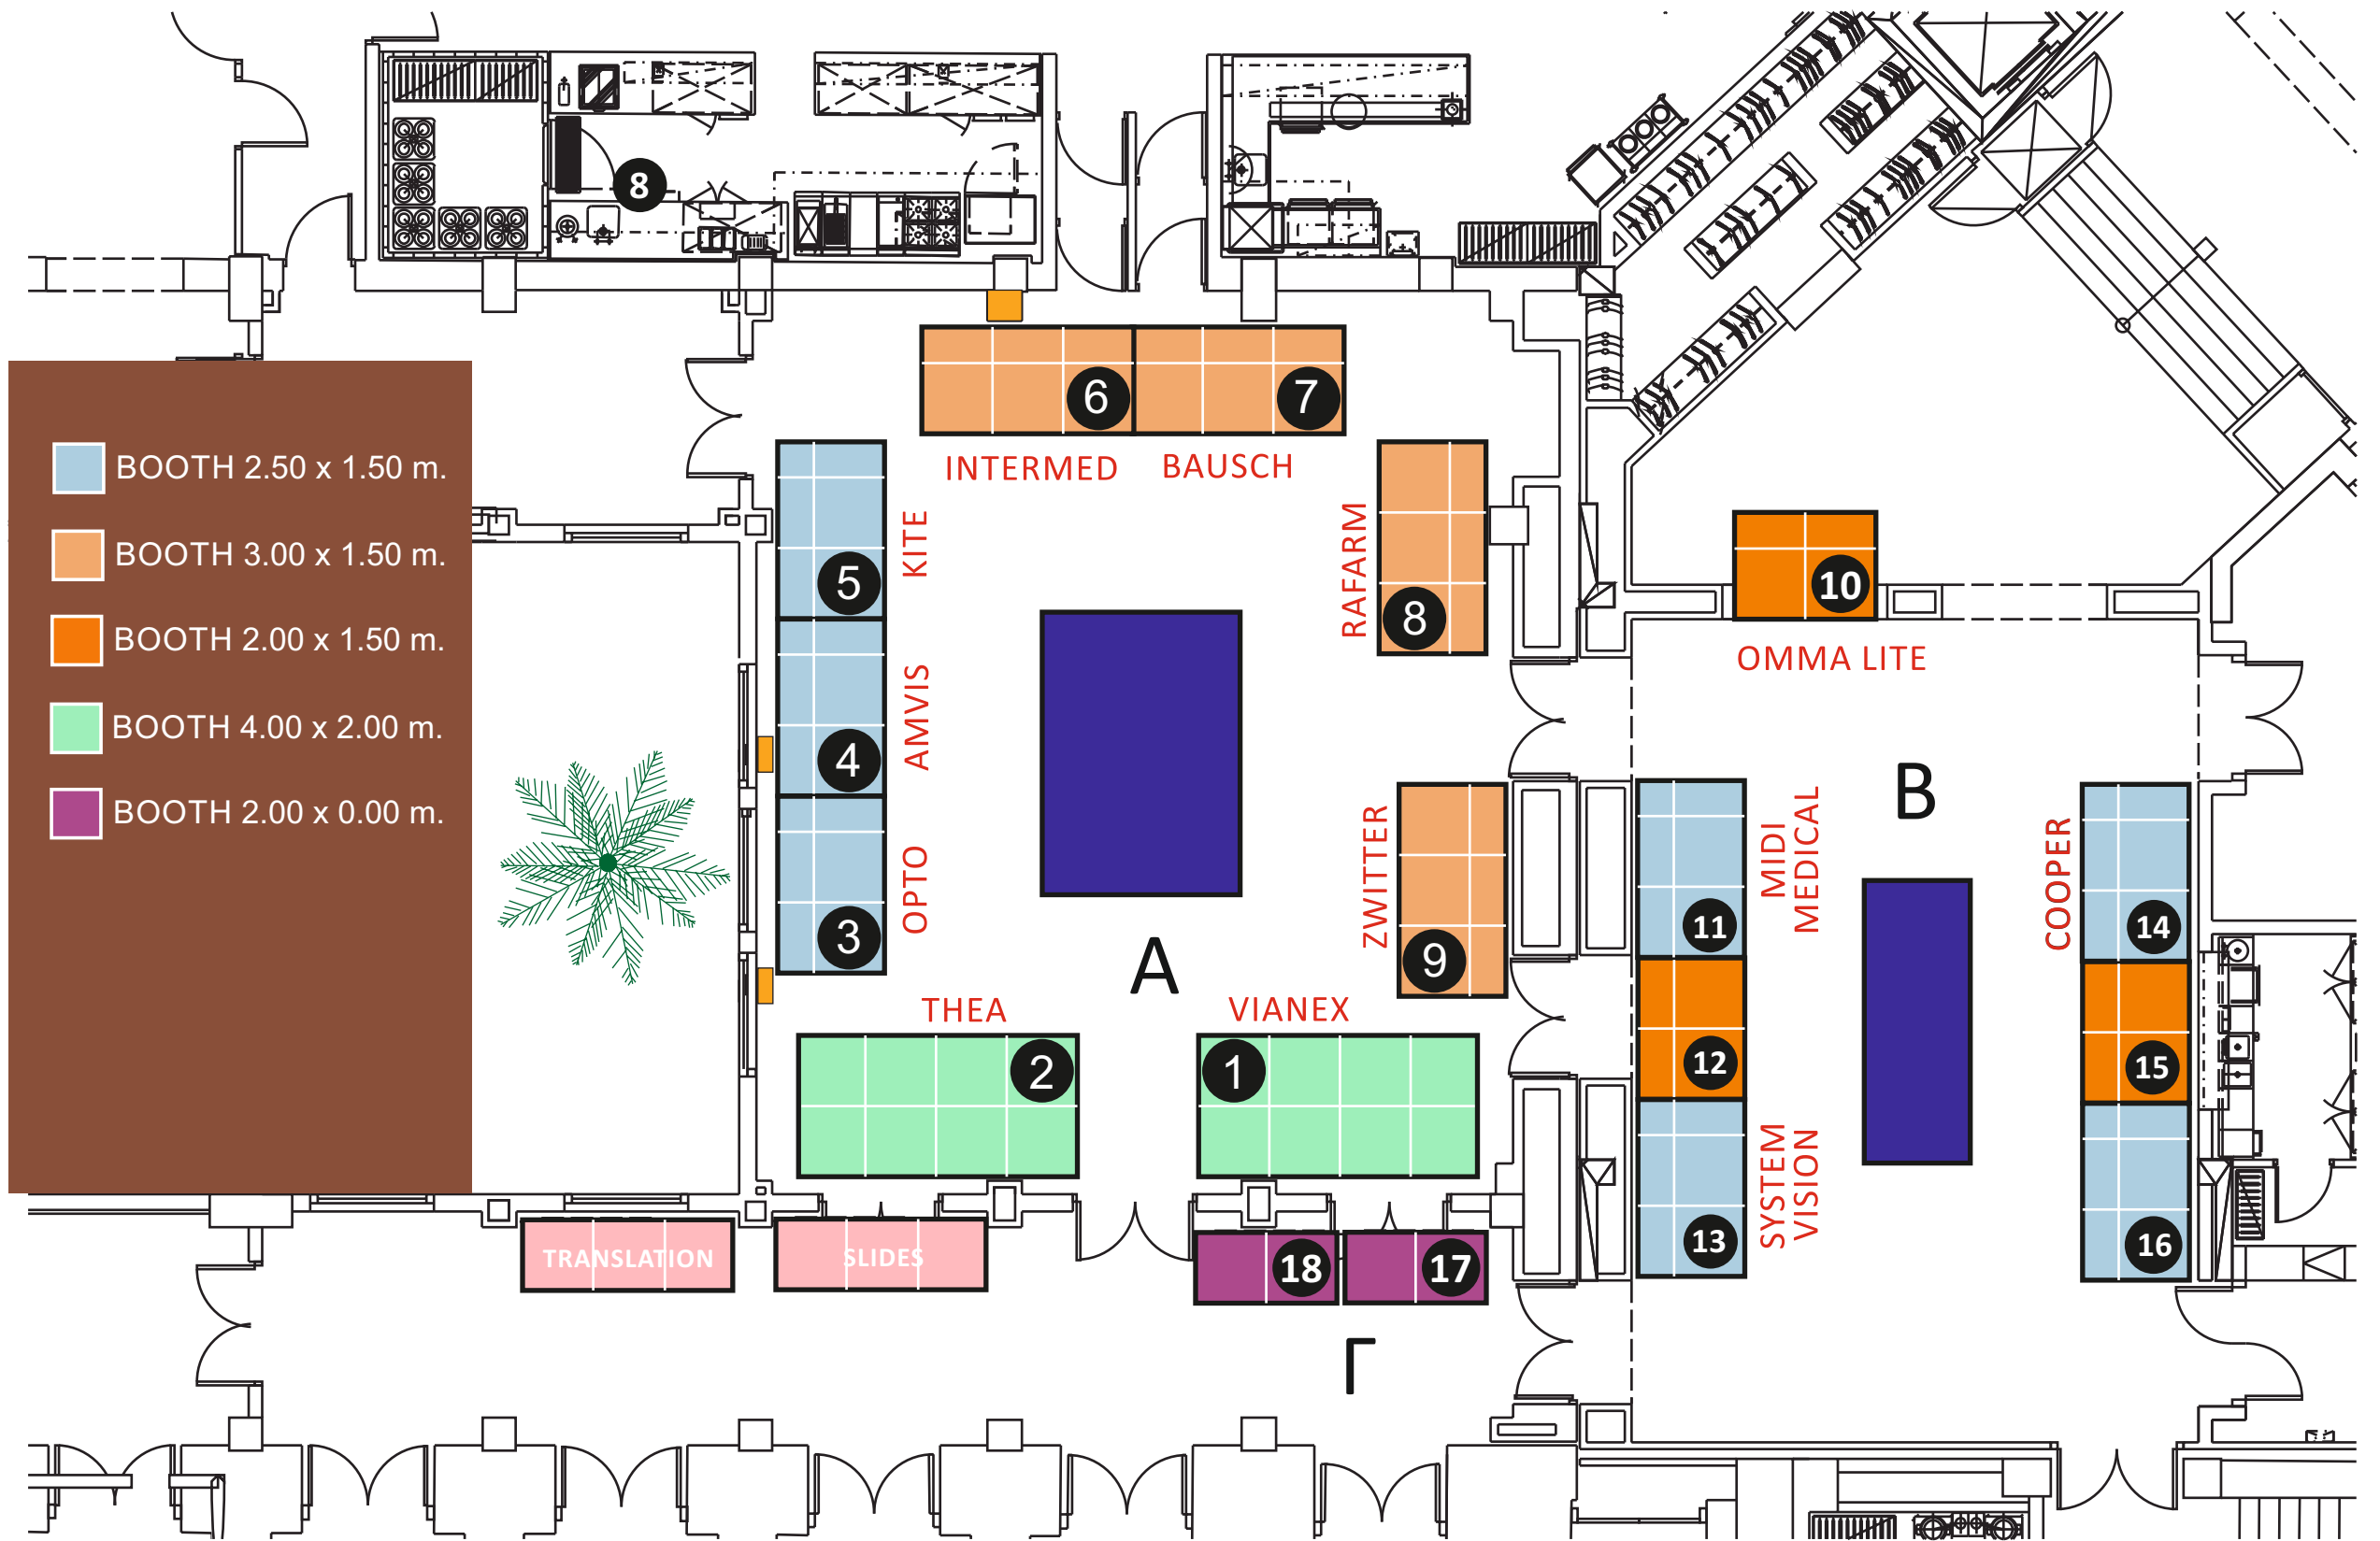 8
BOOTH 2.50 x 1.50 m.
BOOTH 3.00 x 1.50 m.
BOOTH 2.00 x 1.50 m.
BOOTH 4.00 x 2.00 m.
BOOTH 2.00 x 0.00 m.
6
7
INTERMED
BAUSCH
KITE
5
AMVIS
4
OPTO
3
RAFARM
8
ZWITTER
9
A
THEA
2
VIANEX
1
10
OMMA LITE
B
MIDI
MEDICAL
11
12
SYSTEM
VISION
13
COOPER
14
15
16
TRANSLATION
SLIDES
18
17
Γ